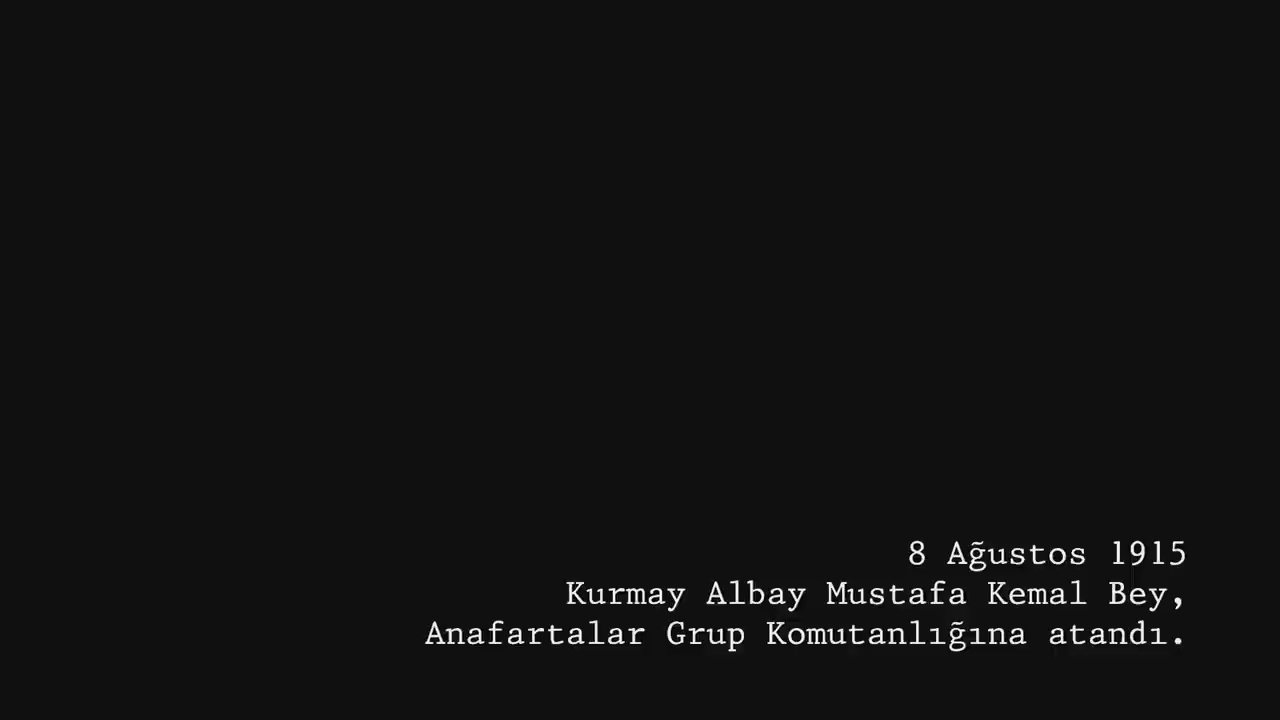 8 Ağustos 1915
Kurmay Albay Mustafa Kemal Bey,
Anafartalar Grup Komutanlığına atandı.